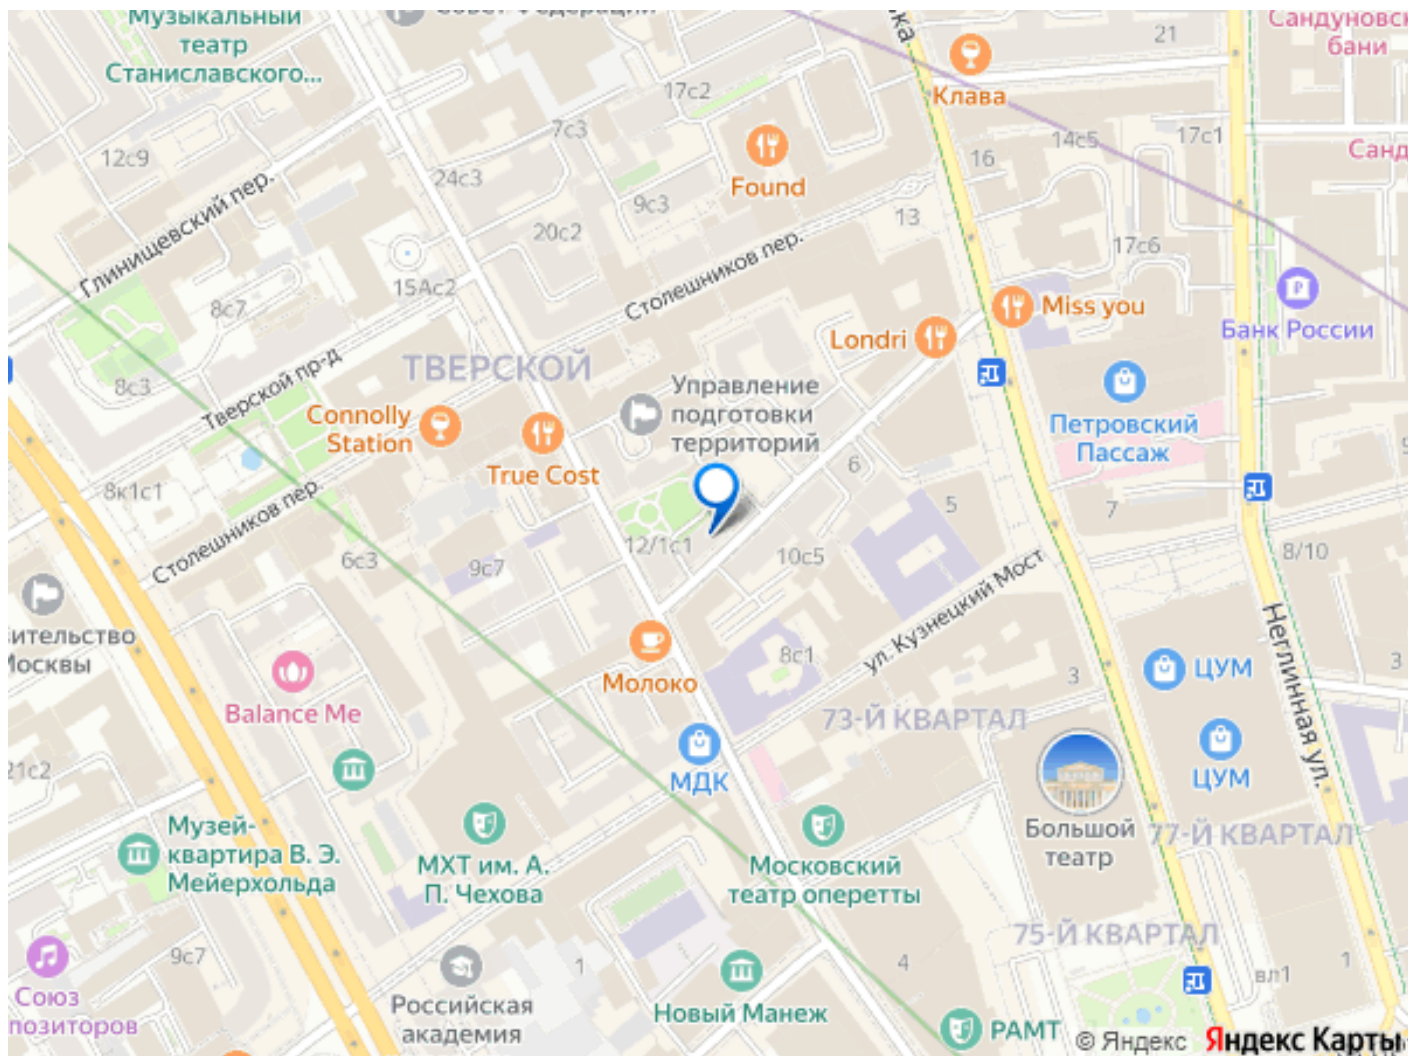 Музыкальный
театр
Станиславского...
Совет Федерации
21
Сандуновск
бани
Клава
17с2
7с3
14с5
17с1
Санд
12с9
24с3
Found
16
9с3
Глинищевский пер.
20с2
13
17с6
15Ас2
Столешников пер.
8с7
Miss you
Банк России
Londri
ТВЕРСКОЙ
8с3
Тверской пр-д
Управление
подготовки
территорий
Connolly
Station
True Cost
Петровский
Пассаж
6
8к1с1
5
7
Столешников пер.
12/1с1
10с5
8/10
6с3
9с7
ительство
Москвы
ул. Кузнецкий Мост
Неглинная ул.
8с1
3
3
Молоко
ЦУМ
Balance Me
73-Й КВАРТАЛ
21с2
МДК
ЦУМ
Большой
театр
77-Й КВАРТАЛ
Музей-
квартира В. Э.
Мейерхольда
МХТ им. А.
П. Чехова
Московский
театр оперетты
75-Й КВАРТАЛ
9с7
1
4
вл1
1
Союз
позиторов
Российская
академия
Новый Манеж
РАМТ
© Яндекс Яндекс Карты